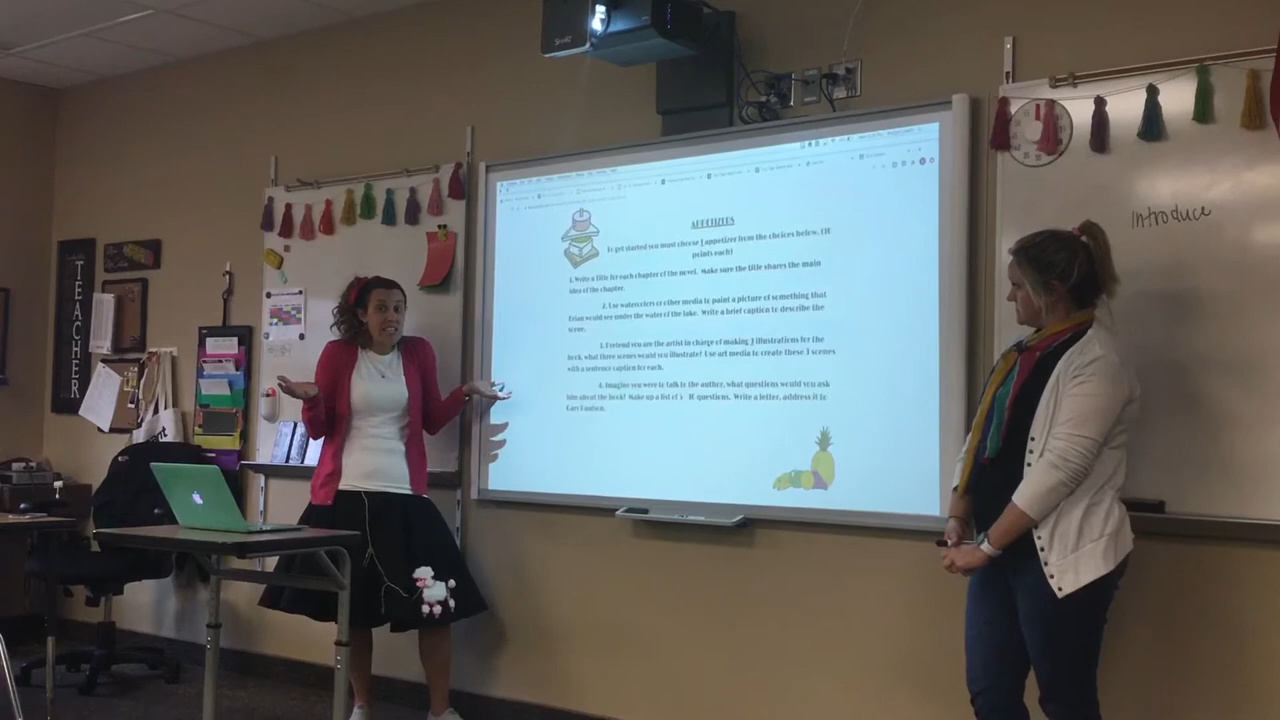 TEACHER
SMART
Introduce
APPETIZERS
To get started you must choose 1 appetizer from the choices below. (10
points each)
1. Write a Title for each chapter of the novel. Make sure the title shares the main
idea of the chapter.
2. Use watercolors or other media to paint a picture of something that
Brian would see under the water of the lake. Write a brief caption to describe the
scene.
3. Pretend you are the artist in charge of making 3 illustrations for the
book, what three scenes would you illustrate? Use art media to create these 3 scenes
with a sentence caption for each.
4. Imagine you were to talk to the author, what questions would you ask
him about the book? Make up a list of 5 10 questions. Write a letter, address it to
Gary Paulsen.